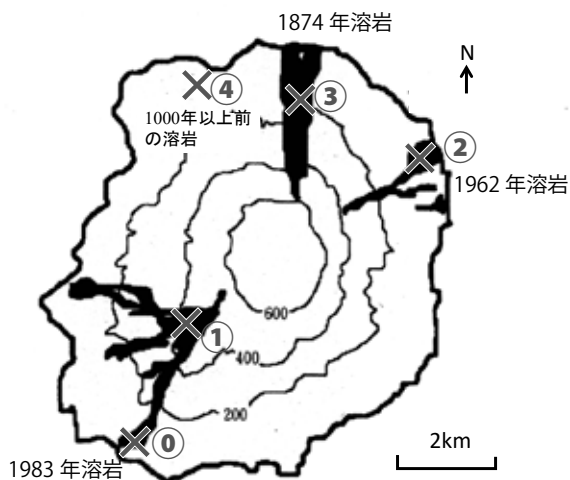 1874 年溶岩
N
④
③
1000年以上前
の溶岩
②
1962 年溶岩
600
①
400
200
⓪
2km
1983 年溶岩